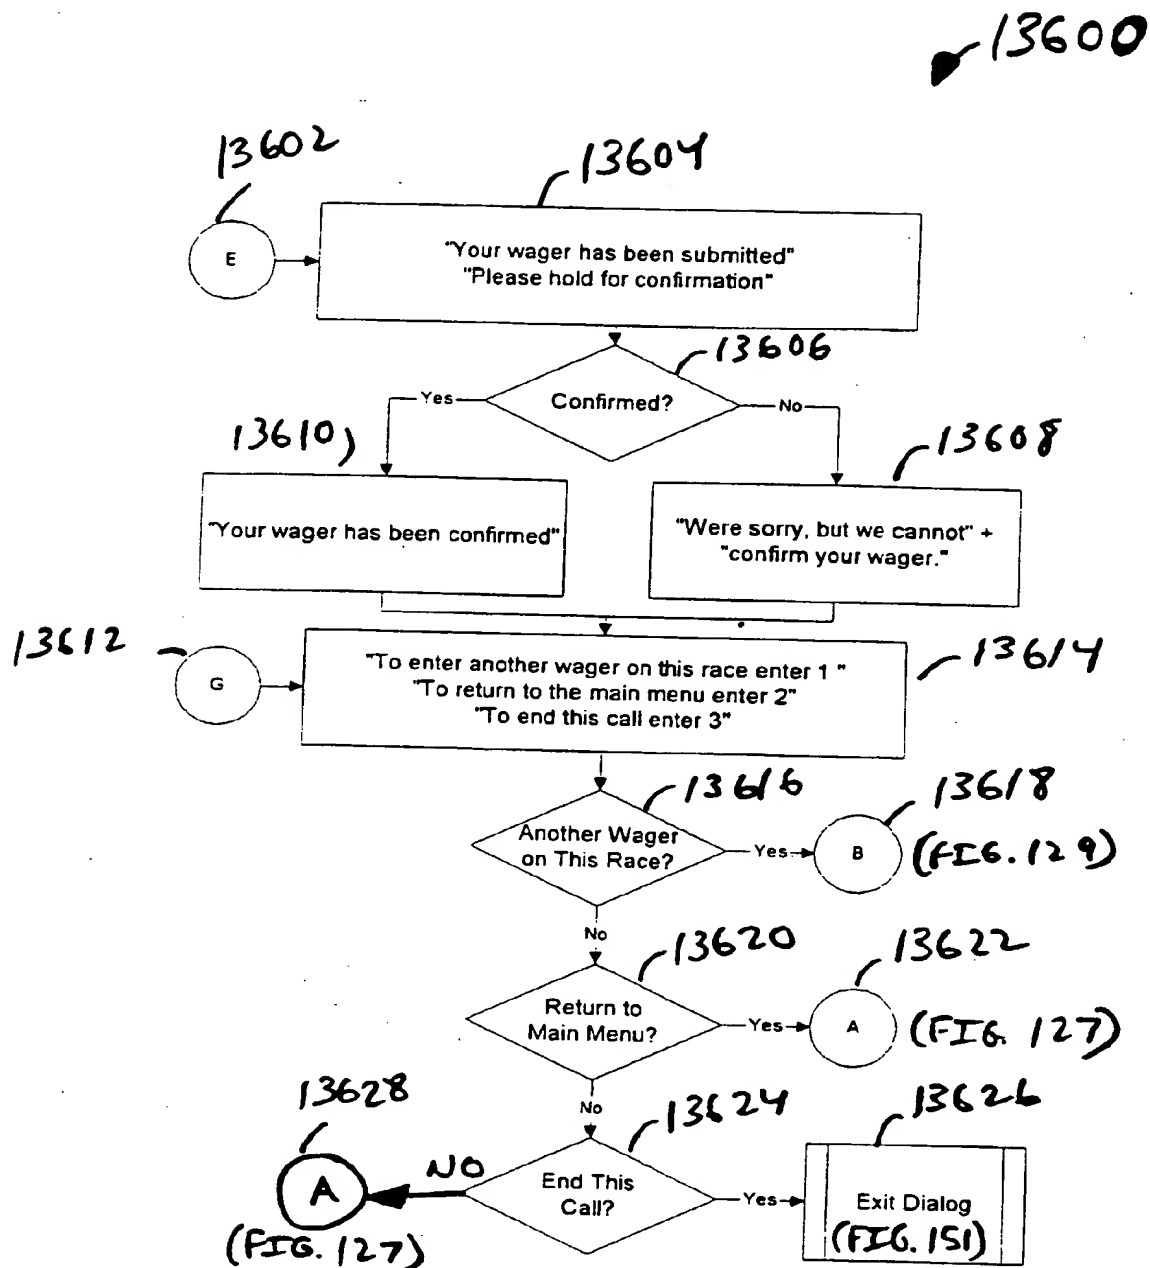 13600
13602
13604
E
"Your wager has been submitted"
"Please hold for confirmation"
13606
Yes
Confirmed?
No
13610
13608
"Your wager has been confirmed"
"Were sorry, but we cannot" +
"confirm your wager."
13612
13614
G
"To enter another wager on this race enter 1 "
"To return to the main menu enter 2"
"To end this call enter 3"
13616
13618
Another Wager
on This Race?
Yes
B
(FIG. 129)
No
13620
13622
Return to
Main Menu?
Yes
A
(FIG. 127)
No
13628
13624
13626
A
NO
End This
Call?
Yes
Exit Dialog
(FIG. 127)
(FIG. 151)